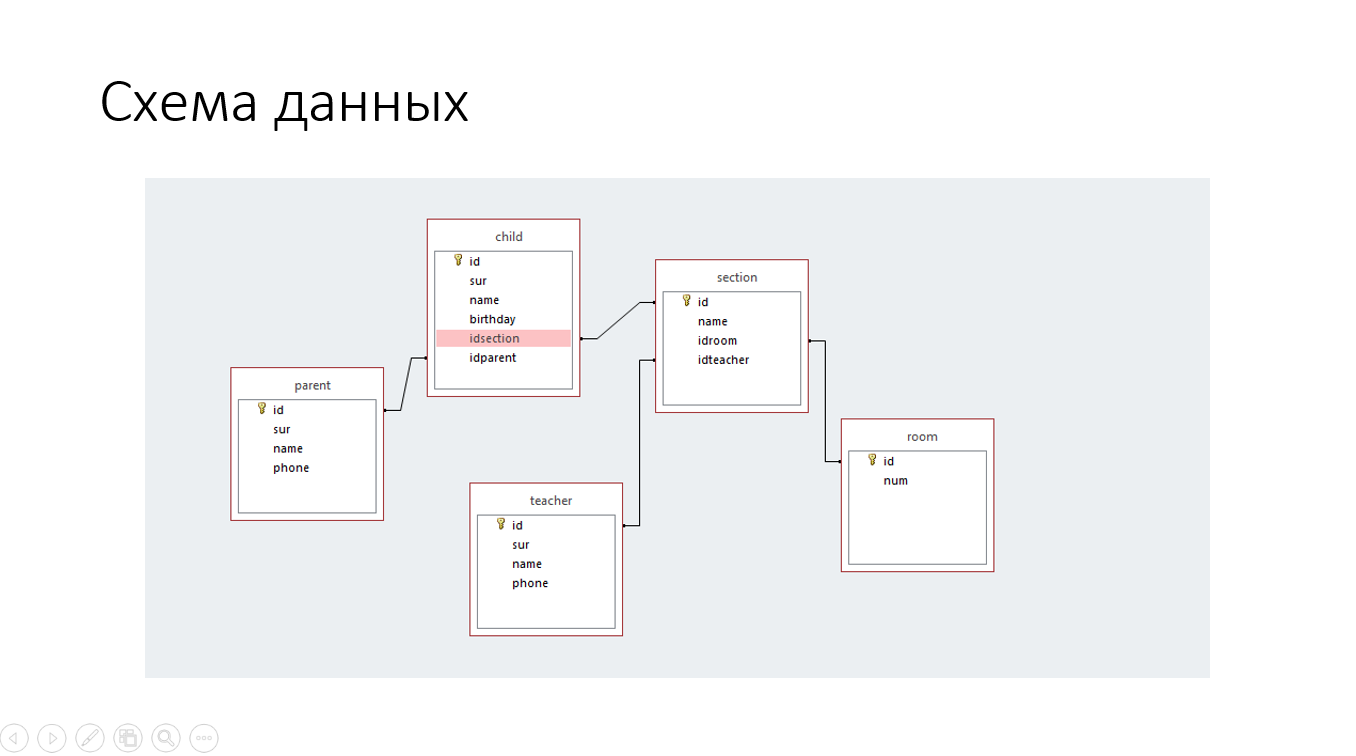 Схема данных
child
id
sur
name
birthday
idsection
idparent
section
id
name
idroom
idteacher
parent
id
sur
name
phone
room
id
num
teacher
id
sur
name
phone